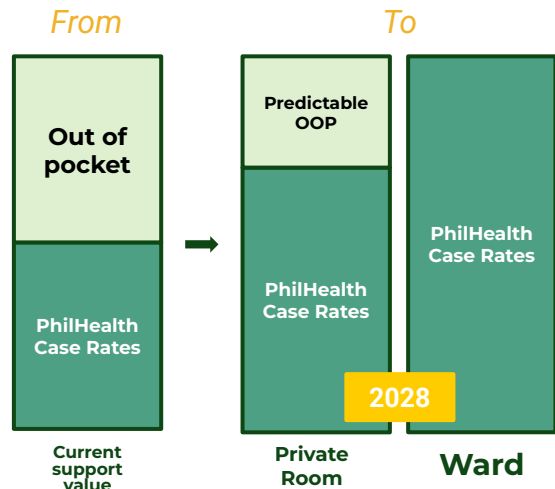 From
To
Out of
pocket
PhilHealth
Case Rates
Current
support
value
Predictable
OOP
PhilHealth
Case Rates
Private
Room
PhilHealth
Case Rates
2028
Ward